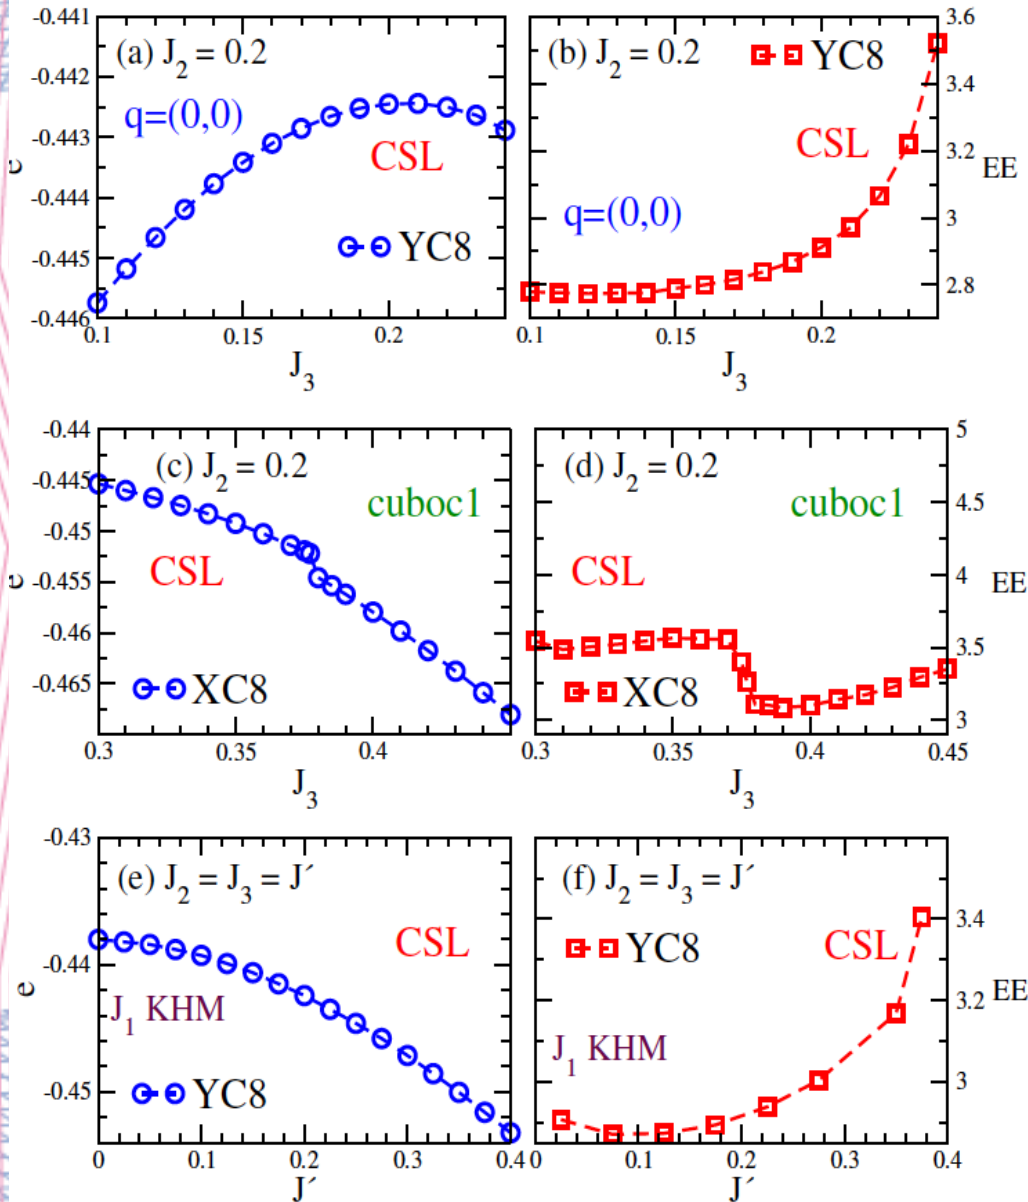 (a) J₂ = 0.2
q=(0,0)
CSL
YC8
-0.441
-0.442
-0.443
-0.444
-0.445
-0.446
e
0.1 0.15 0.2
J₃
(b) J₂ = 0.2
YC8
CSL
q=(0,0)
3.6
3.4
3.2
3
2.8
EE
0.1 0.15 0.2
J₃
(c) J₂ = 0.2
cuboc1
CSL
XC8
-0.44
-0.445
-0.45
-0.455
-0.46
-0.465
e
0.3 0.35 0.4
J₃
(d) J₂ = 0.2
cuboc1
CSL
XC8
5
4.5
4
3.5
3
EE
0.3 0.35 0.4 0.45
J₃
(e) J₂ = J₃ = J´
CSL
J₁ KHM
YC8
-0.43
-0.44
-0.45
e
0 0.1 0.2 0.3 0.4
J´
(f) J₂ = J₃ = J´
YC8
CSL
J₁ KHM
3.4
3.2
3
EE
0 0.2 0.4
J´